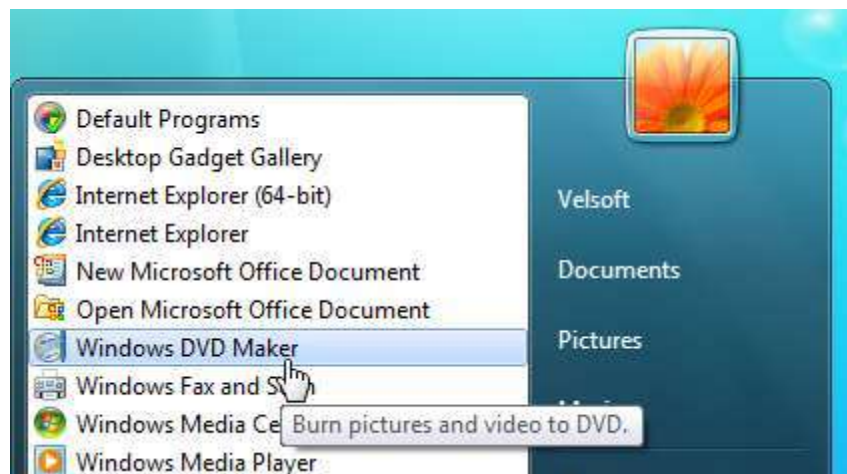 Default Programs
Desktop Gadget Gallery
Internet Explorer (64-bit)
Internet Explorer
New Microsoft Office Document
Open Microsoft Office Document
Windows DVD Maker
Windows Fax and
Windows Media
Burn pictures and video to DVD.
Windows Media Player
Velsoft
Documents
Pictures